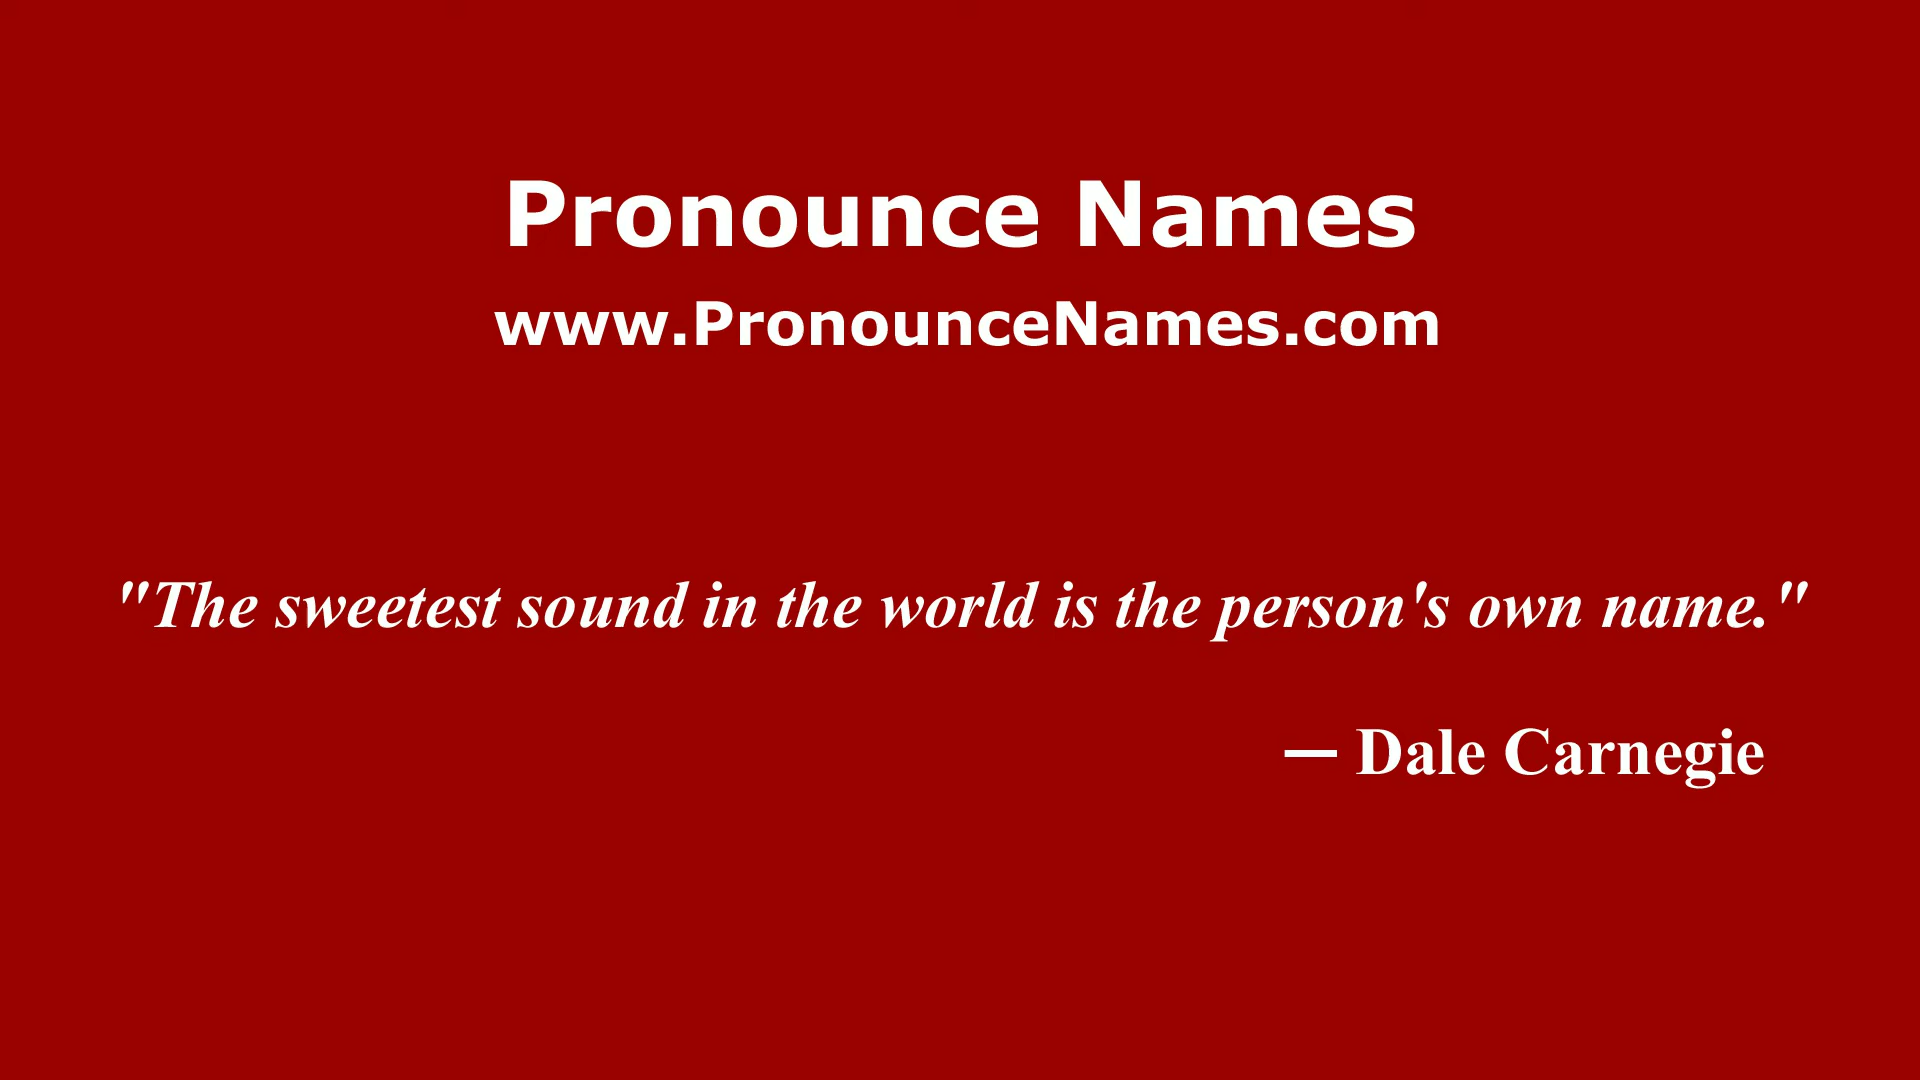 Pronounce Names
www.PronounceNames.com
"The sweetest sound in the world is the person's own name."
— Dale Carnegie